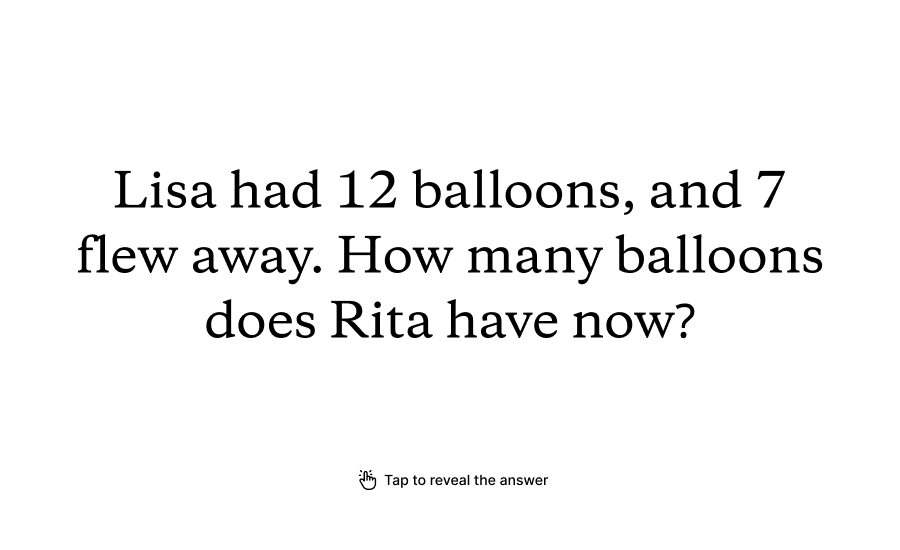 Lisa had 12 balloons, and 7
flew away. How many balloons
does Rita have now?
Tap to reveal the answer